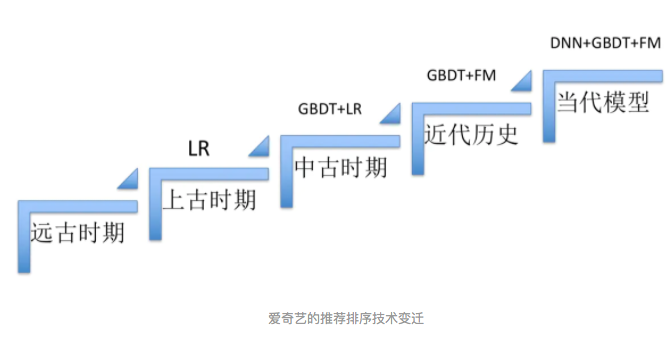 DNN+GBDT+FM
GBDT+FM
当代模型
GBDT+LR
近代历史
LR
中古时期
上古时期
远古时期
爱奇艺的推荐排序技术变迁